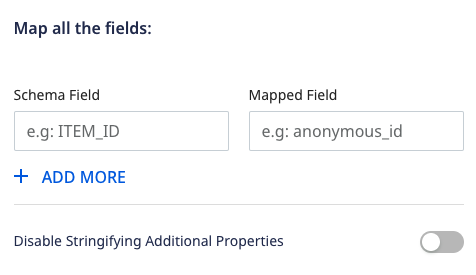 Map all the fields:
Schema Field
Mapped Field
e.g: ITEM_ID
e.g: anonymous_id
+ ADD MORE
Disable Stringifying Additional Properties